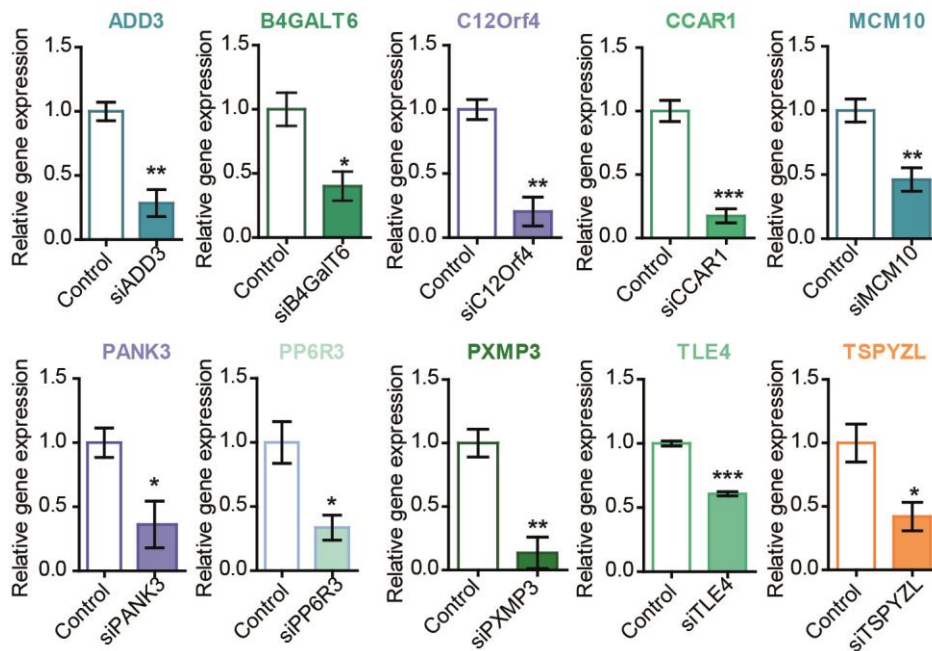 ADD3
B4GALT6
C12Orf4
CCAR1
MCM10
Relative gene expression
1.5
1.0
0.5
0.0
**
Control
siADD3
Relative gene expression
1.5
1.0
0.5
0.0
*
Control
siB4GalT6
Relative gene expression
1.5
1.0
0.5
0.0
**
Control
siC12Orf4
Relative gene expression
1.5
1.0
0.5
0.0
***
Control
siCCAR1
Relative gene expression
1.5
1.0
0.5
0.0
**
Control
siMCM10
PANK3
PP6R3
PXMP3
TLE4
TSPYZL
Relative gene expression
1.5
1.0
0.5
0.0
*
Control
siPANK3
Relative gene expression
1.5
1.0
0.5
0.0
*
Control
siPP6R3
Relative gene expression
1.5
1.0
0.5
0.0
**
Control
siPXMP3
Relative gene expression
1.5
1.0
0.5
0.0
***
Control
siTLE4
Relative gene expression
1.5
1.0
0.5
0.0
*
Control
siTSPYZL